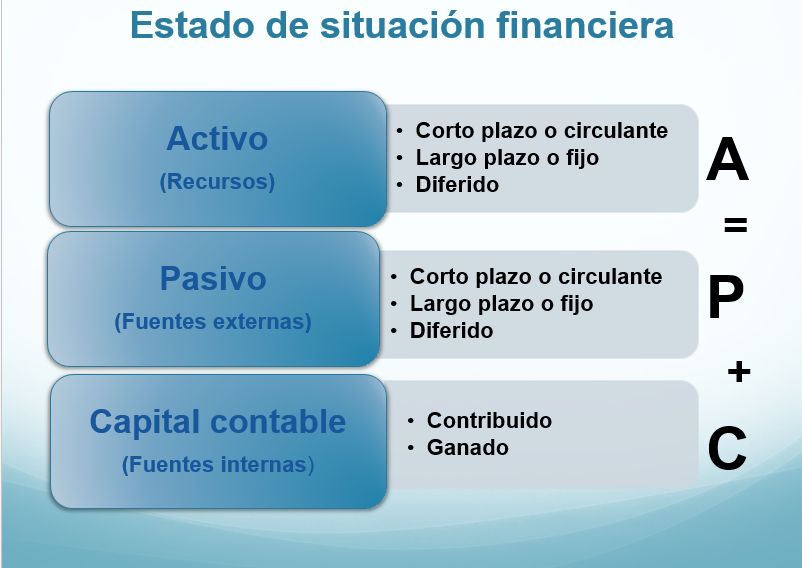 Estado de situación financiera
Activo
(Recursos)
• Corto plazo o circulante
• Largo plazo o fijo
• Diferido
A
=
Pasivo
(Fuentes externas)
• Corto plazo o circulante
• Largo plazo o fijo
• Diferido
P
+
Capital contable
(Fuentes internas)
• Contribuido
• Ganado
C